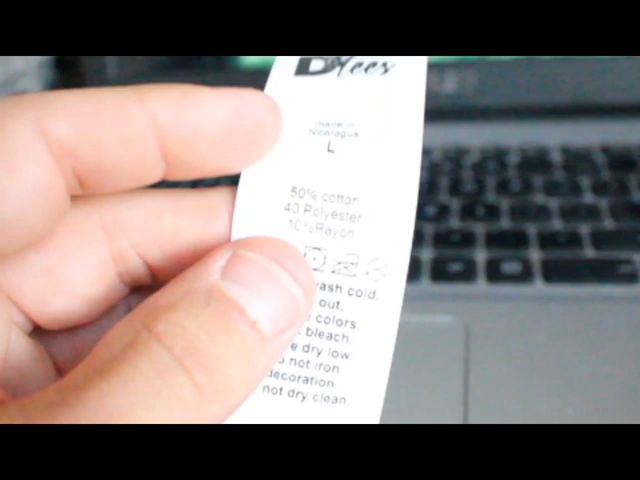 DTees
made in
Nicaragua
L
50% cotton
40 Polyester
10% Rayon
wash cold,
out,
colors.
bleach.
dry low.
not iron
decoration
not dry clean.